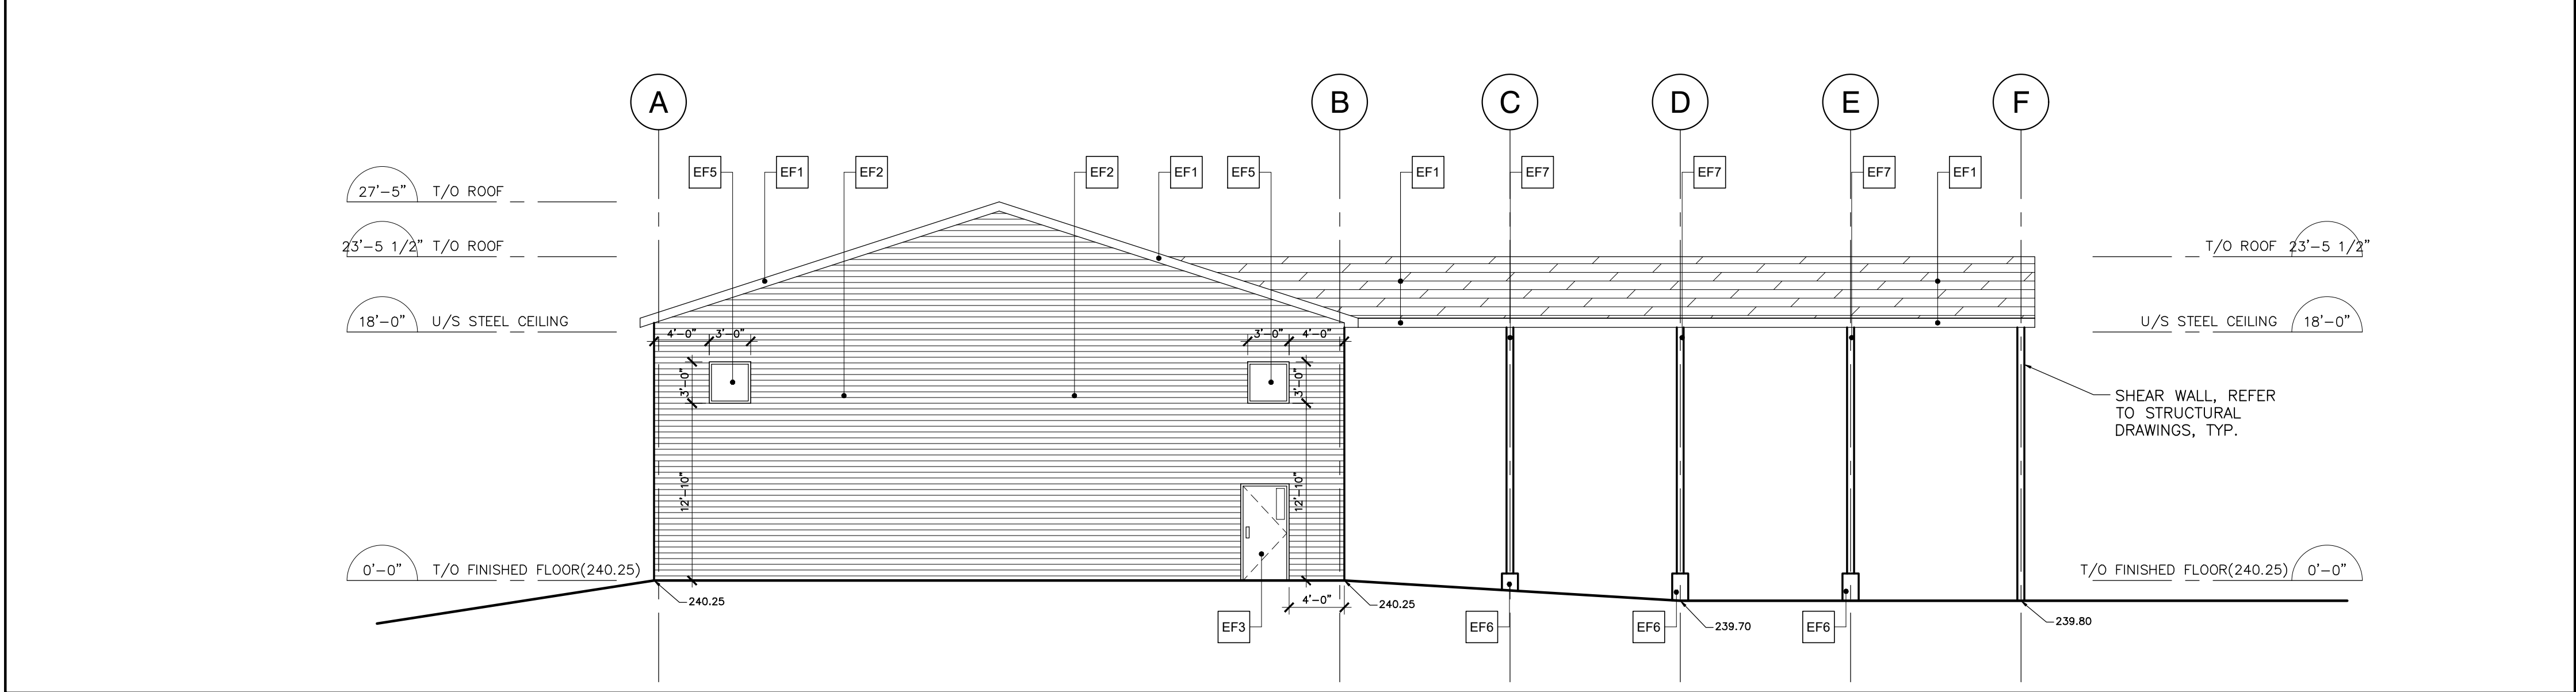 A B C D E F
EF5 EF1 EF2 EF2 EF1 EF5 EF1 EF7 EF7 EF7 EF1
27'-5" T/O ROOF
23'-5 1/2" T/O ROOF
T/O ROOF 23'-5 1/2"
18'-0" U/S STEEL CEILING
U/S STEEL CEILING 18'-0"
4'-0" 3'-0" 3'-0" 4'-0"
3'-0" 3'-0"
SHEAR WALL, REFER
TO STRUCTURAL
DRAWINGS, TYP.
12'-10" 12'-10"
0'-0" T/O FINISHED FLOOR(240.25)
T/O FINISHED FLOOR(240.25) 0'-0"
240.25 4'-0" 240.25
EF3 EF6 EF6 239.70 EF6 239.80